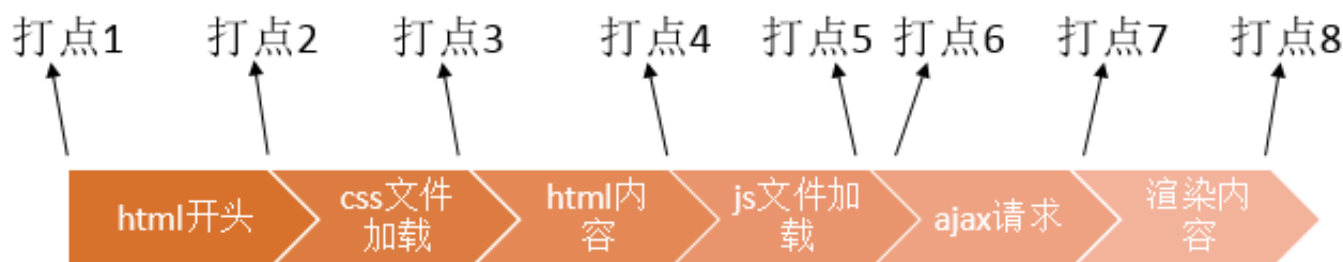 打点1 打点2 打点3 打点4 打点5 打点6 打点7 打点8
html开头
css文件
加载
html内
容
js文件加
载
ajax请求
渲染内
容